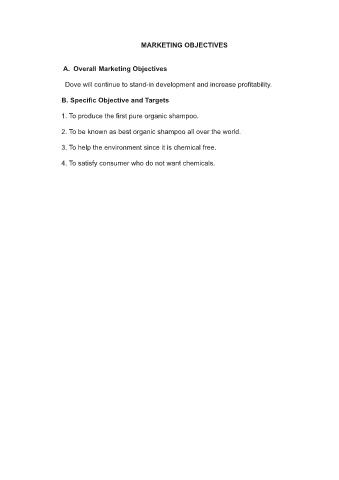 MARKETING OBJECTIVES
A. Overall Marketing Objectives
Dove will continue to stand-in development and increase profitability.
B. Specific Objective and Targets
1. To produce the first pure organic shampoo.
2. To be known as best organic shampoo all over the world.
3. To help the environment since it is chemical free.
4. To satisfy consumer who do not want chemicals.